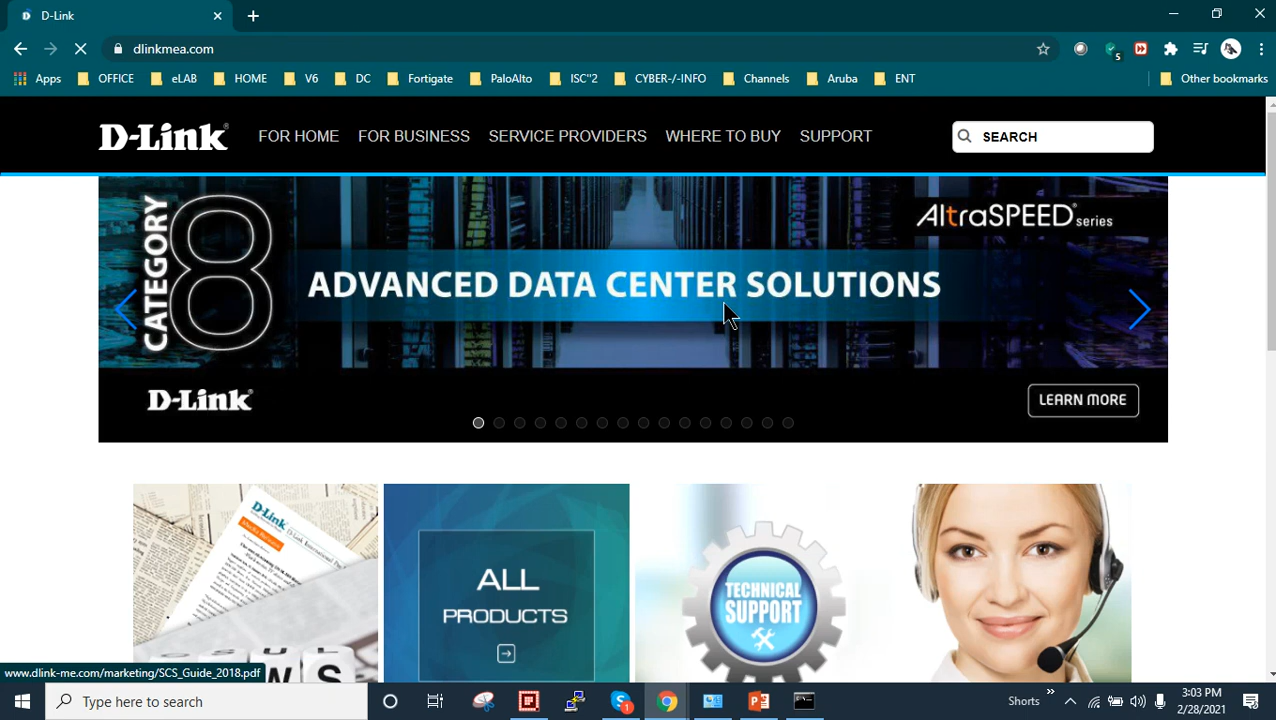 D-Link
dlinkmea.com
5
Apps OFFICE eLAB HOME V6 DC Fortigate PaloAlto ISC"2 CYBER-/-INFO Channels Aruba ENT Other bookmarks
D-Link® FOR HOME FOR BUSINESS SERVICE PROVIDERS WHERE TO BUY SUPPORT SEARCH
CATEGORY 8
AltraSPEED® series
ADVANCED DATA CENTER SOLUTIONS
D-Link®
LEARN MORE
D-Link
ALL
PRODUCTS
TECHNICAL
SUPPORT
W S
www.dlink-me.com/marketing/SCS_Guide_2018.pdf
Type here to search
1
Shorts
3:03 PM
2/28/2021